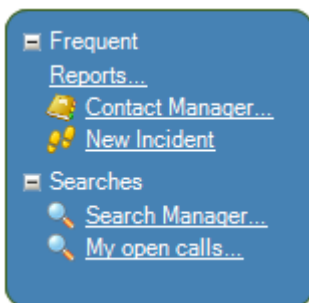 Frequent
Reports...
Contact Manager...
New Incident
Searches
Search Manager...
My open calls...